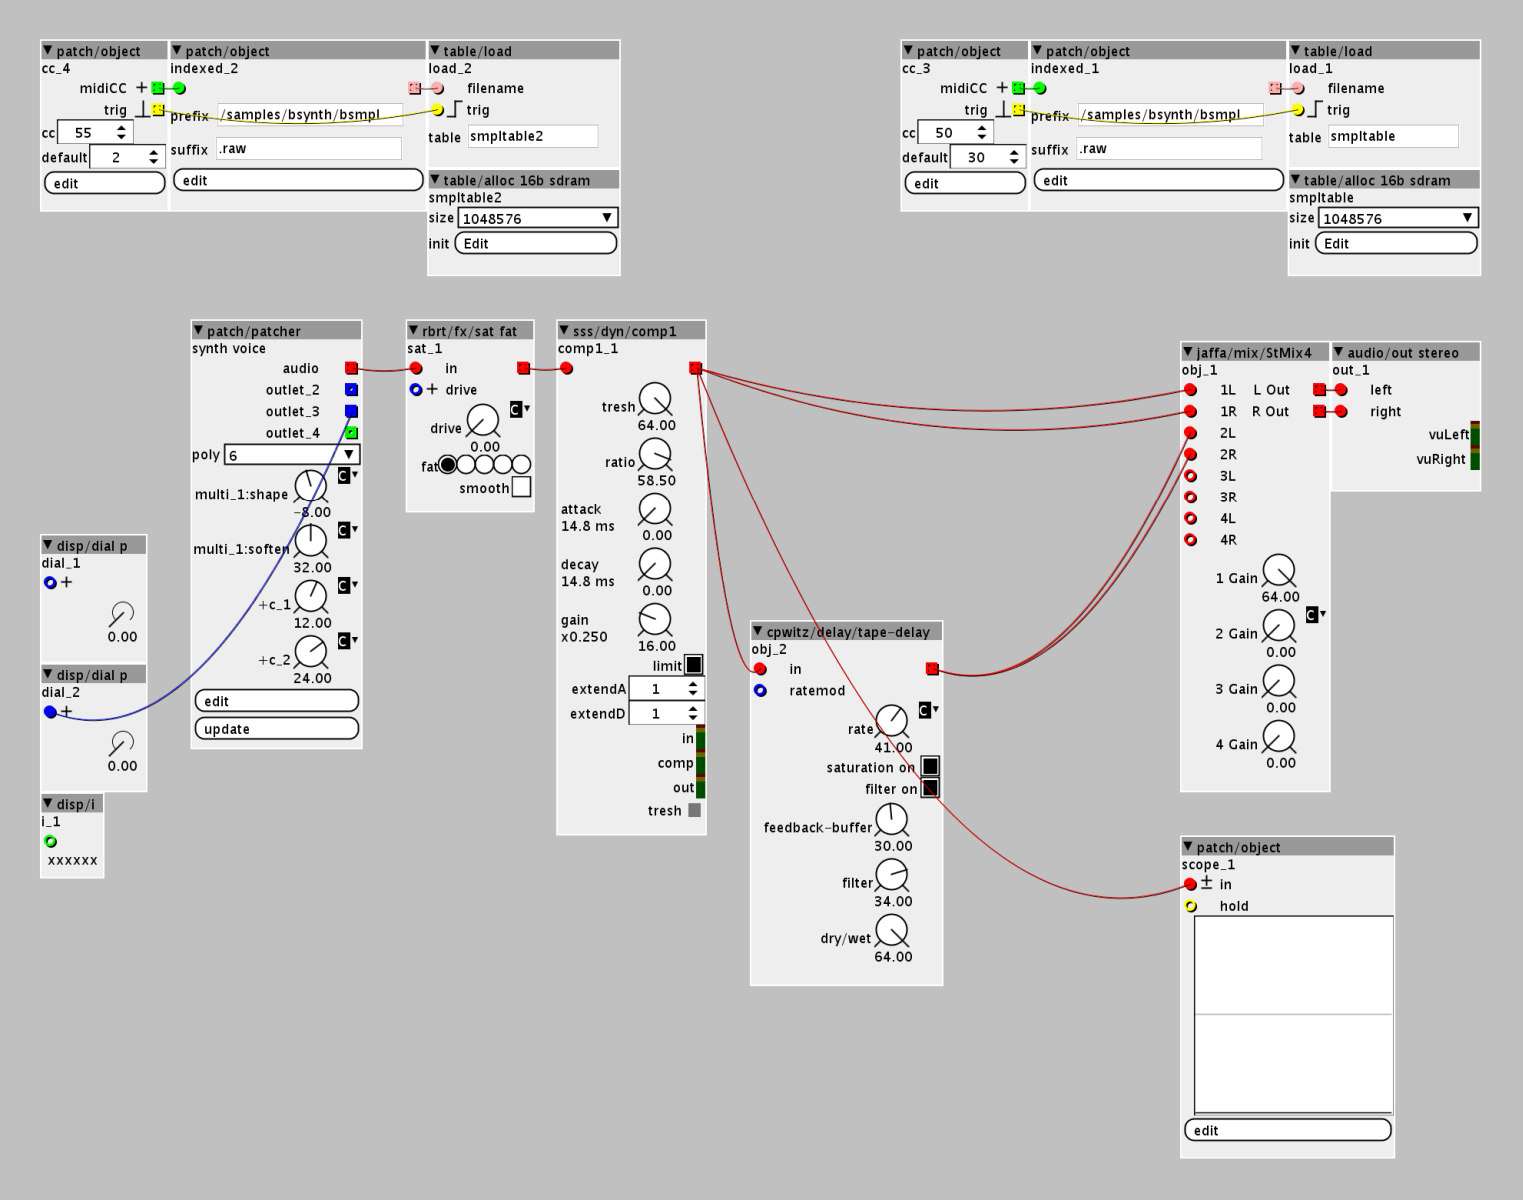 patch/object
cc_4
midiCC
trig
cc 55
default 2
edit
patch/object
indexed_2
prefix /samples/bsynth/bsmpl
suffix .raw
edit
table/load
load_2
filename
trig
table smpltable2
table/alloc 16b sdram
smpltable2
size 1048576
init Edit
patch/object
cc_3
midiCC
trig
cc 50
default 30
edit
patch/object
indexed_1
prefix /samples/bsynth/bsmpl
suffix .raw
edit
table/load
load_1
filename
trig
table smpltable
table/alloc 16b sdram
smpltable
size 1048576
init Edit
disp/dial p
dial_1
+
0.00
disp/dial p
dial_2
+
0.00
disp/i
i_1
xxxxxx
patch/patcher
synth voice
audio
outlet_2
outlet_3
outlet_4
poly 6
multi_1:shape C
-8.00
multi_1:soften C
32.00
+c_1 C
12.00
+c_2 C
24.00
edit
update
rbrt/fx/sat fat
sat_1
in
+ drive
drive C
0.00
fat
smooth
sss/dyn/comp1
comp1_1
tresh
64.00
ratio
58.50
attack
14.8 ms
0.00
decay
14.8 ms
0.00
gain
x0.250
16.00
limit
extendA 1
extendD 1
in
comp
out
tresh
cpwitz/delay/tape-delay
obj_2
in
ratemod
rate C
41.00
saturation on
filter on
feedback-buffer
30.00
filter
34.00
dry/wet
64.00
jaffa/mix/StMix4
obj_1
1L L Out
1R R Out
2L
2R
3L
3R
4L
4R
1 Gain
64.00
2 Gain C
0.00
3 Gain
0.00
4 Gain
0.00
audio/out stereo
out_1
left
right
vuLeft
vuRight
patch/object
scope_1
± in
hold
edit